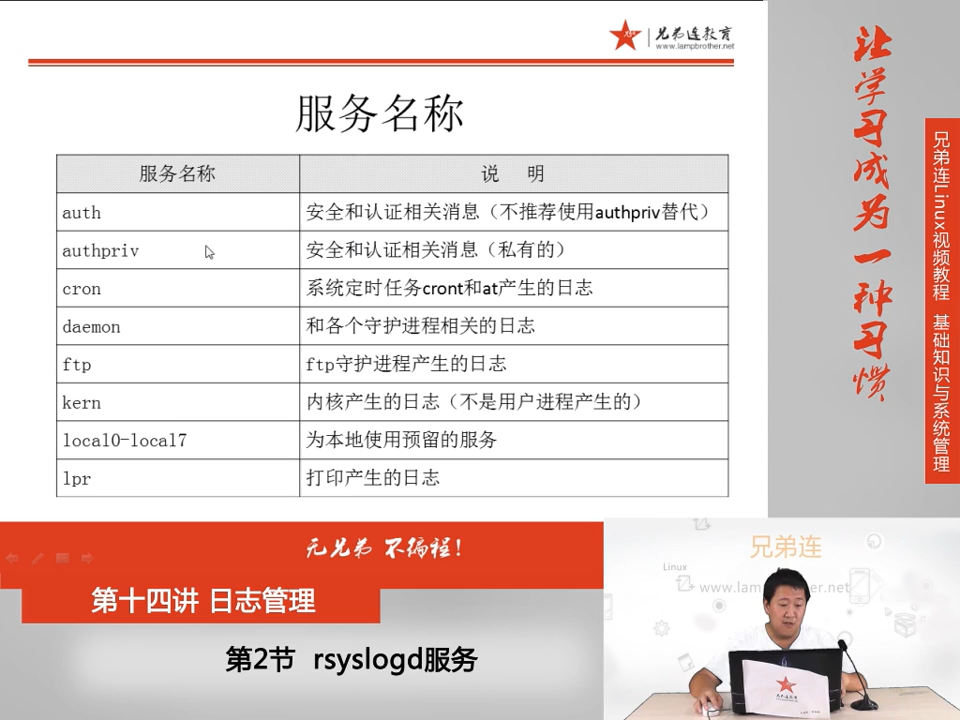 兄弟连教育
www.lampbrother.net
服务名称
服务名称 说 明
auth 安全和认证相关消息（不推荐使用authpriv替代）
authpriv 安全和认证相关消息（私有的）
cron 系统定时任务cront和at产生的日志
daemon 和各个守护进程相关的日志
ftp ftp守护进程产生的日志
kern 内核产生的日志（不是用户进程产生的）
local0-local7 为本地使用预留的服务
lpr 打印产生的日志
让学习成为一种习惯
兄弟连Linux视频教程 基础知识与系统管理
无兄弟 不编程!
第十四讲 日志管理
第2节 rsyslogd服务
兄弟连
Linux
兄弟连教育